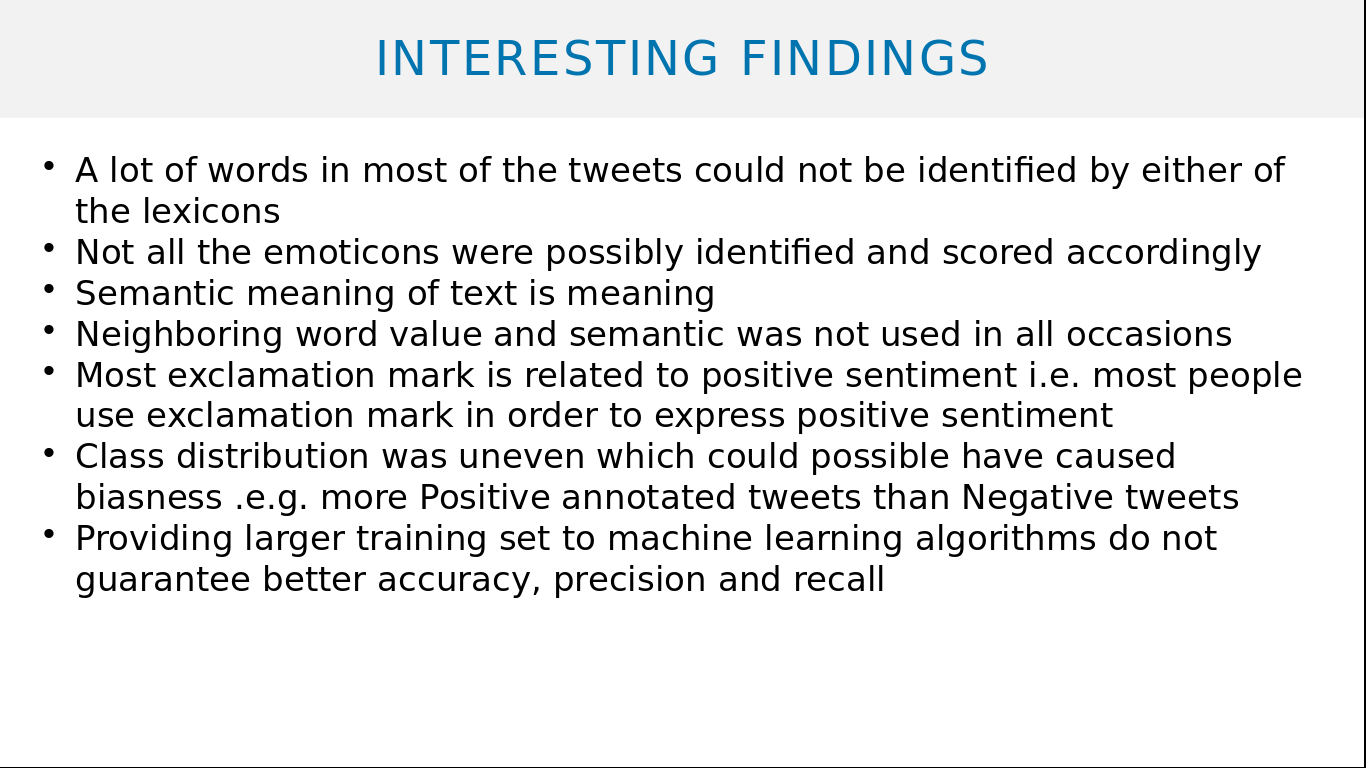 INTERESTING FINDINGS
• A lot of words in most of the tweets could not be identified by either of
the lexicons
• Not all the emoticons were possibly identified and scored accordingly
• Semantic meaning of text is meaning
• Neighboring word value and semantic was not used in all occasions
• Most exclamation mark is related to positive sentiment i.e. most people
use exclamation mark in order to express positive sentiment
• Class distribution was uneven which could possible have caused
biasness .e.g. more Positive annotated tweets than Negative tweets
• Providing larger training set to machine learning algorithms do not
guarantee better accuracy, precision and recall